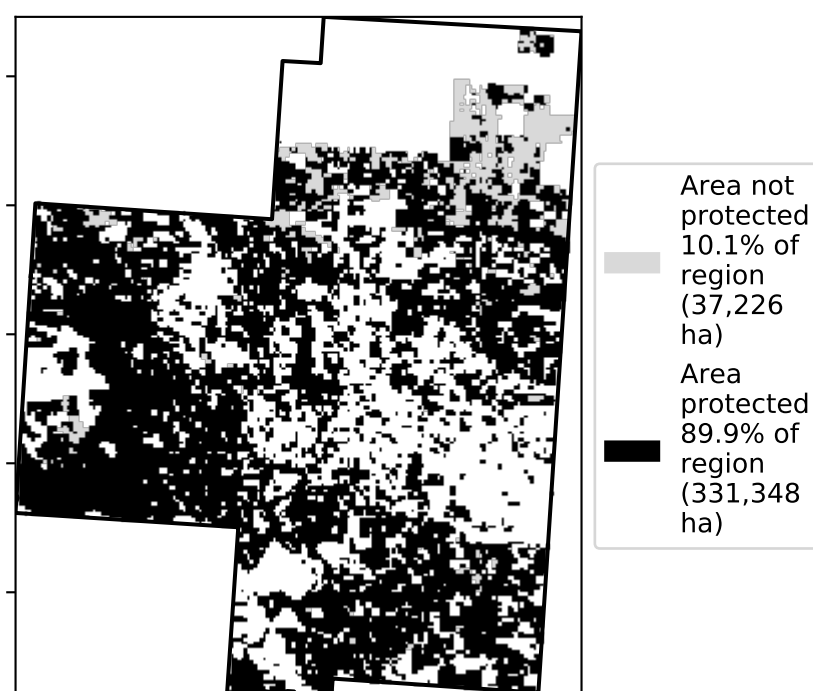 Area not
protected
10.1% of
region
(37,226
ha)
Area
protected
89.9% of
region
(331,348
ha)